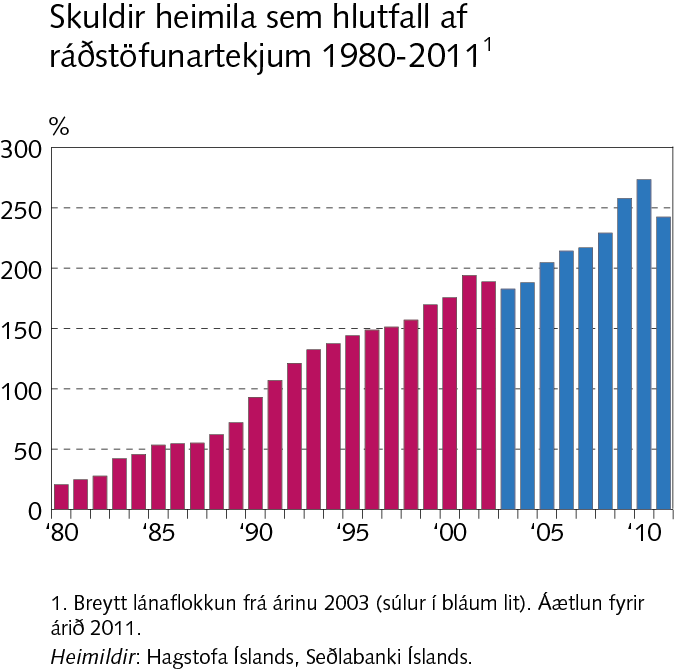 Skuldir heimila sem hlutfall af
ráðstöfunartekjum 1980-2011¹
%
300
250
200
150
100
50
0
‘80 ‘85 ‘90 ‘95 ‘00 ‘05 ‘10
1. Breytt lánaflokkun frá árinu 2003 (súlur í bláum lit). Áætlun fyrir
árið 2011.
Heimildir: Hagstofa Íslands, Seðlabanki Íslands.